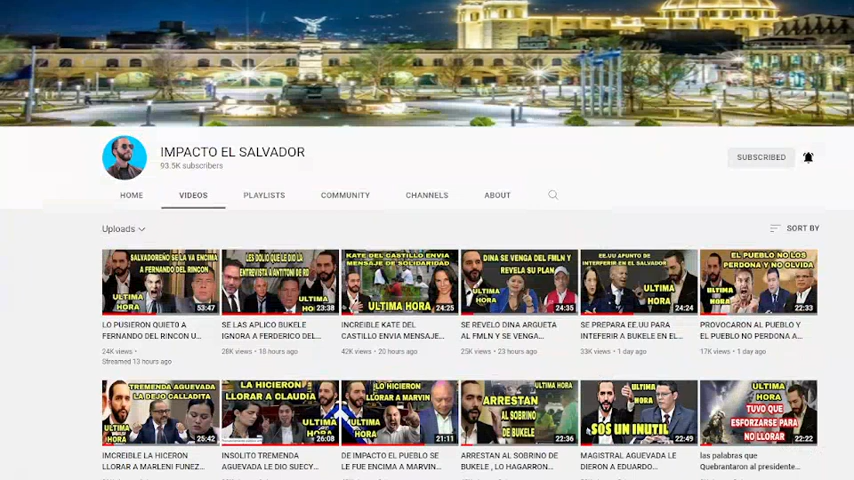 IMPACTO EL SALVADOR
93.5K subscribers
SUBSCRIBED
HOME VIDEOS PLAYLISTS COMMUNITY CHANNELS ABOUT
Uploads
SORT BY
SALVADOREÑO SE LA VA ENCIMA
A FERNANDO DEL RINCON
ULTIMA
HORA
53:47
LES DOLIO QUE LE DIO LA
ENTREVISTA A ANTITONI DE RD
ULTIMA
HO
23:38
KATE DEL CASTILLO ENVIA
MENSAJE DE SOLIDARIDAD
ULTIMA HORA
24:25
DINA SE VENGA DEL FMLN Y
REVELA SU PLAN
ULTIMA
HORA
24:35
EE.UU APUNTO DE
INTERFERIR EN EL SALVADOR
ULTIMA
HORA
24:24
EL PUEBLO NO LOS
PERDONA Y NO OLVIDA
ULTIMA
HORA
22:33
LO PUSIERON QUIET0 A
FERNANDO DEL RINCON U...
24K views ·
Streamed 13 hours ago
SE LAS APLICO BUKELE
IGNORA A FERDERICO DEL...
28K views · 18 hours ago
INCREIBLE KATE DEL
CASTILLO ENVIA MENSAJE...
42K views · 20 hours ago
SE REVELO DINA ARGUETA
AL FMLN Y SE VENGA...
25K views · 23 hours ago
SE PREPARA EE.UU PARA
INTEFERIR A BUKELE EN EL...
33K views · 1 day ago
PROVOCARON AL PUEBLO Y
EL PUEBLO NO PERDONA A...
17K views · 1 day ago
TREMENDA AGUEVADA
LA DEJO CALLADITA
ULTIMA
HORA
25:42
LA HICIERON
LLORAR A CLAUDIA
ULTIMA
HORA
26:08
LO HICIERON
LLORAR A MARVIN
ULTIMA
HORA
21:11
ULTIMA
HORA
ARRESTAN
AL SOBRINO
DE BUKELE
22:36
ULTIMA
HORA
SOS UN INUTIL
22:49
ÚLTIMA
HORA
TUVO QUE
ESFORZARSE PARA
NO LLORAR
22:22
IMCREIBLE LA HICERON
LLORAR A MARLENI FUNEZ...
INSOLITO TREMENDA
AGUEVADA LE DIO SUECY...
DE IMPACTO EL PUEBLO SE
LE FUE ENCIMA A MARVIN...
ARRESTAN AL SOBRINO DE
BUKELE , LO HAGARRON...
MAGISTRAL AGUEVADA LE
DIERON A EDUARDO...
las palabras que
Quebrantaron al presidente...